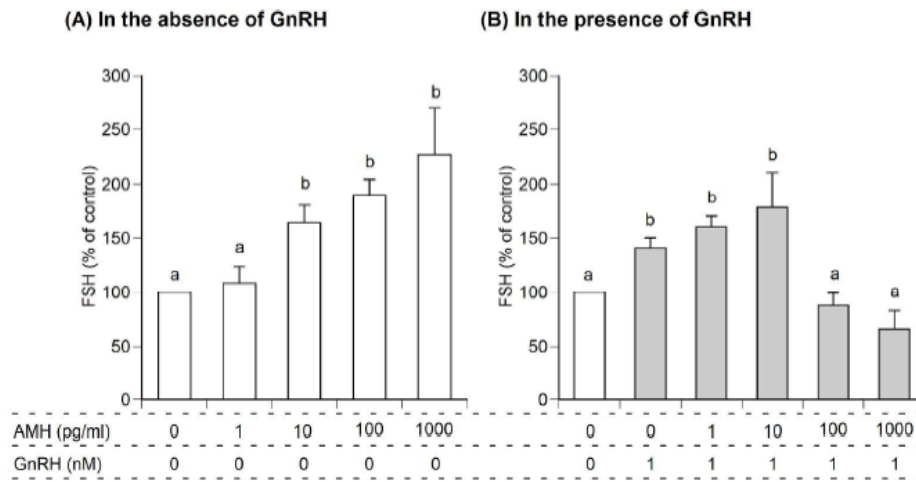 (A) In the absence of GnRH
(B) In the presence of GnRH
FSH (% of control)
300
250
200
150
100
50
0
a
a
b
b
b
FSH (% of control)
300
250
200
150
100
50
0
a
b
b
b
a
a
AMH (pg/ml) 0 1 10 100 1000 0 0 1 10 100 1000
GnRH (nM) 0 0 0 0 0 0 1 1 1 1 1